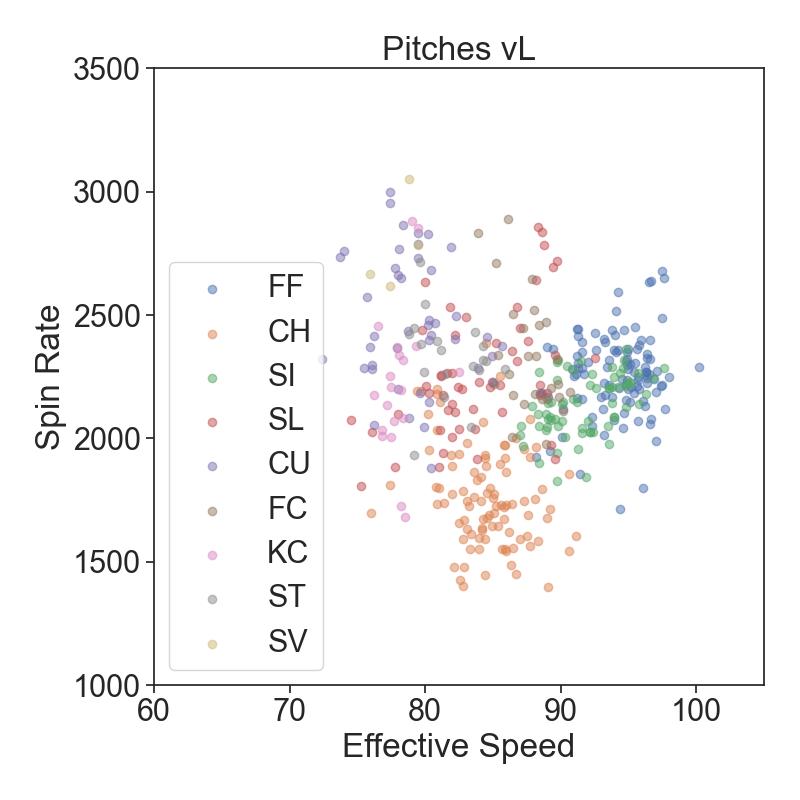 Pitches vL
3500
3000
2500
2000
1500
1000
Spin Rate
FF
CH
SI
SL
CU
FC
KC
ST
SV
60 70 80 90 100
Effective Speed